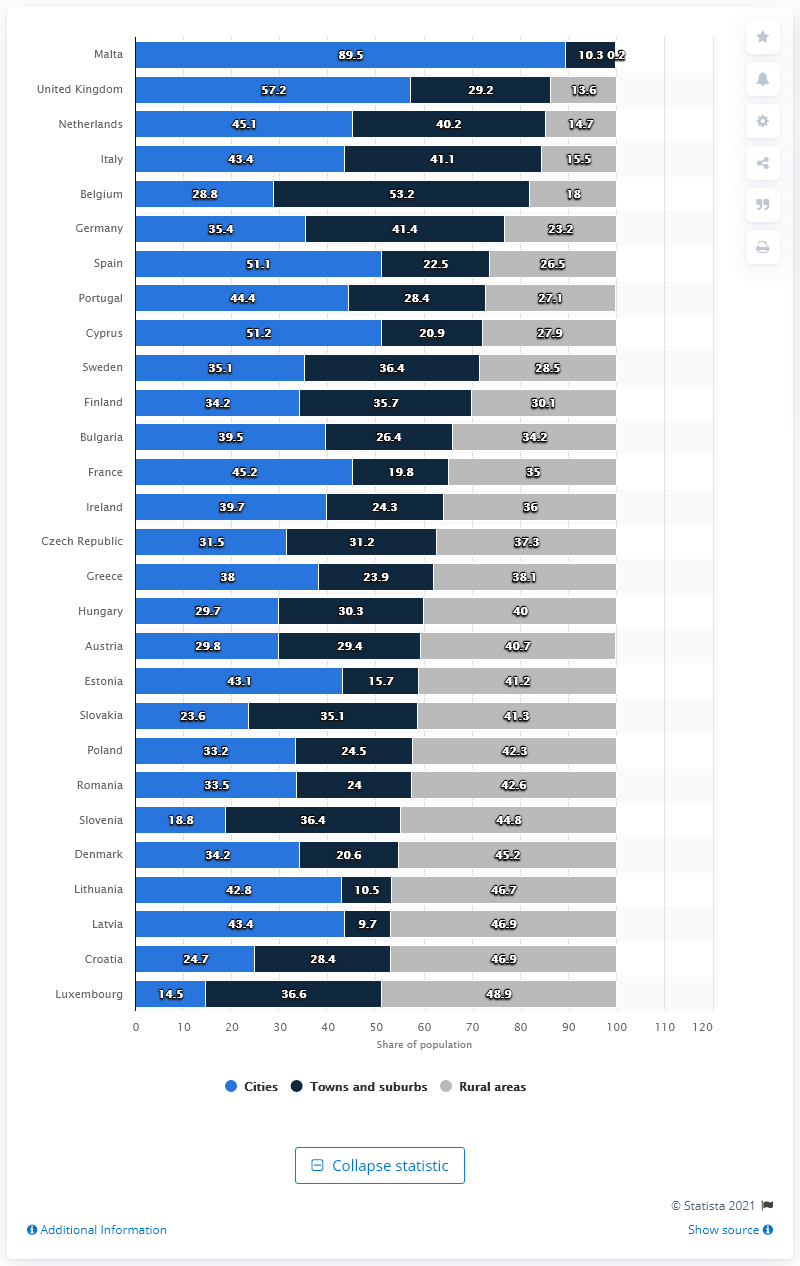 Malta 89.5 10.3 0.2
United Kingdom 57.2 29.2 13.6
Netherlands 45.1 40.2 14.7
Italy 43.4 41.1 15.5
Belgium 28.8 53.2 18
Germany 35.4 41.4 23.2
Spain 51.1 22.5 26.5
Portugal 44.4 28.4 27.1
Cyprus 51.2 20.9 27.9
Sweden 35.1 36.4 28.5
Finland 34.2 35.7 30.1
Bulgaria 39.5 26.4 34.2
France 45.2 19.8 35
Ireland 39.7 24.3 36
Czech Republic 31.5 31.2 37.3
Greece 38 23.9 38.1
Hungary 29.7 30.3 40
Austria 29.8 29.4 40.7
Estonia 43.1 15.7 41.2
Slovakia 23.6 35.1 41.3
Poland 33.2 24.5 42.3
Romania 33.5 24 42.6
Slovenia 18.8 36.4 44.8
Denmark 34.2 20.6 45.2
Lithuania 42.8 10.5 46.7
Latvia 43.4 9.7 46.9
Croatia 24.7 28.4 46.9
Luxembourg 14.5 36.6 48.9
0 10 20 30 40 50 60 70 80 90 100 110 120
Share of population
Cities Towns and suburbs Rural areas
Collapse statistic
© Statista 2021
Additional Information Show source